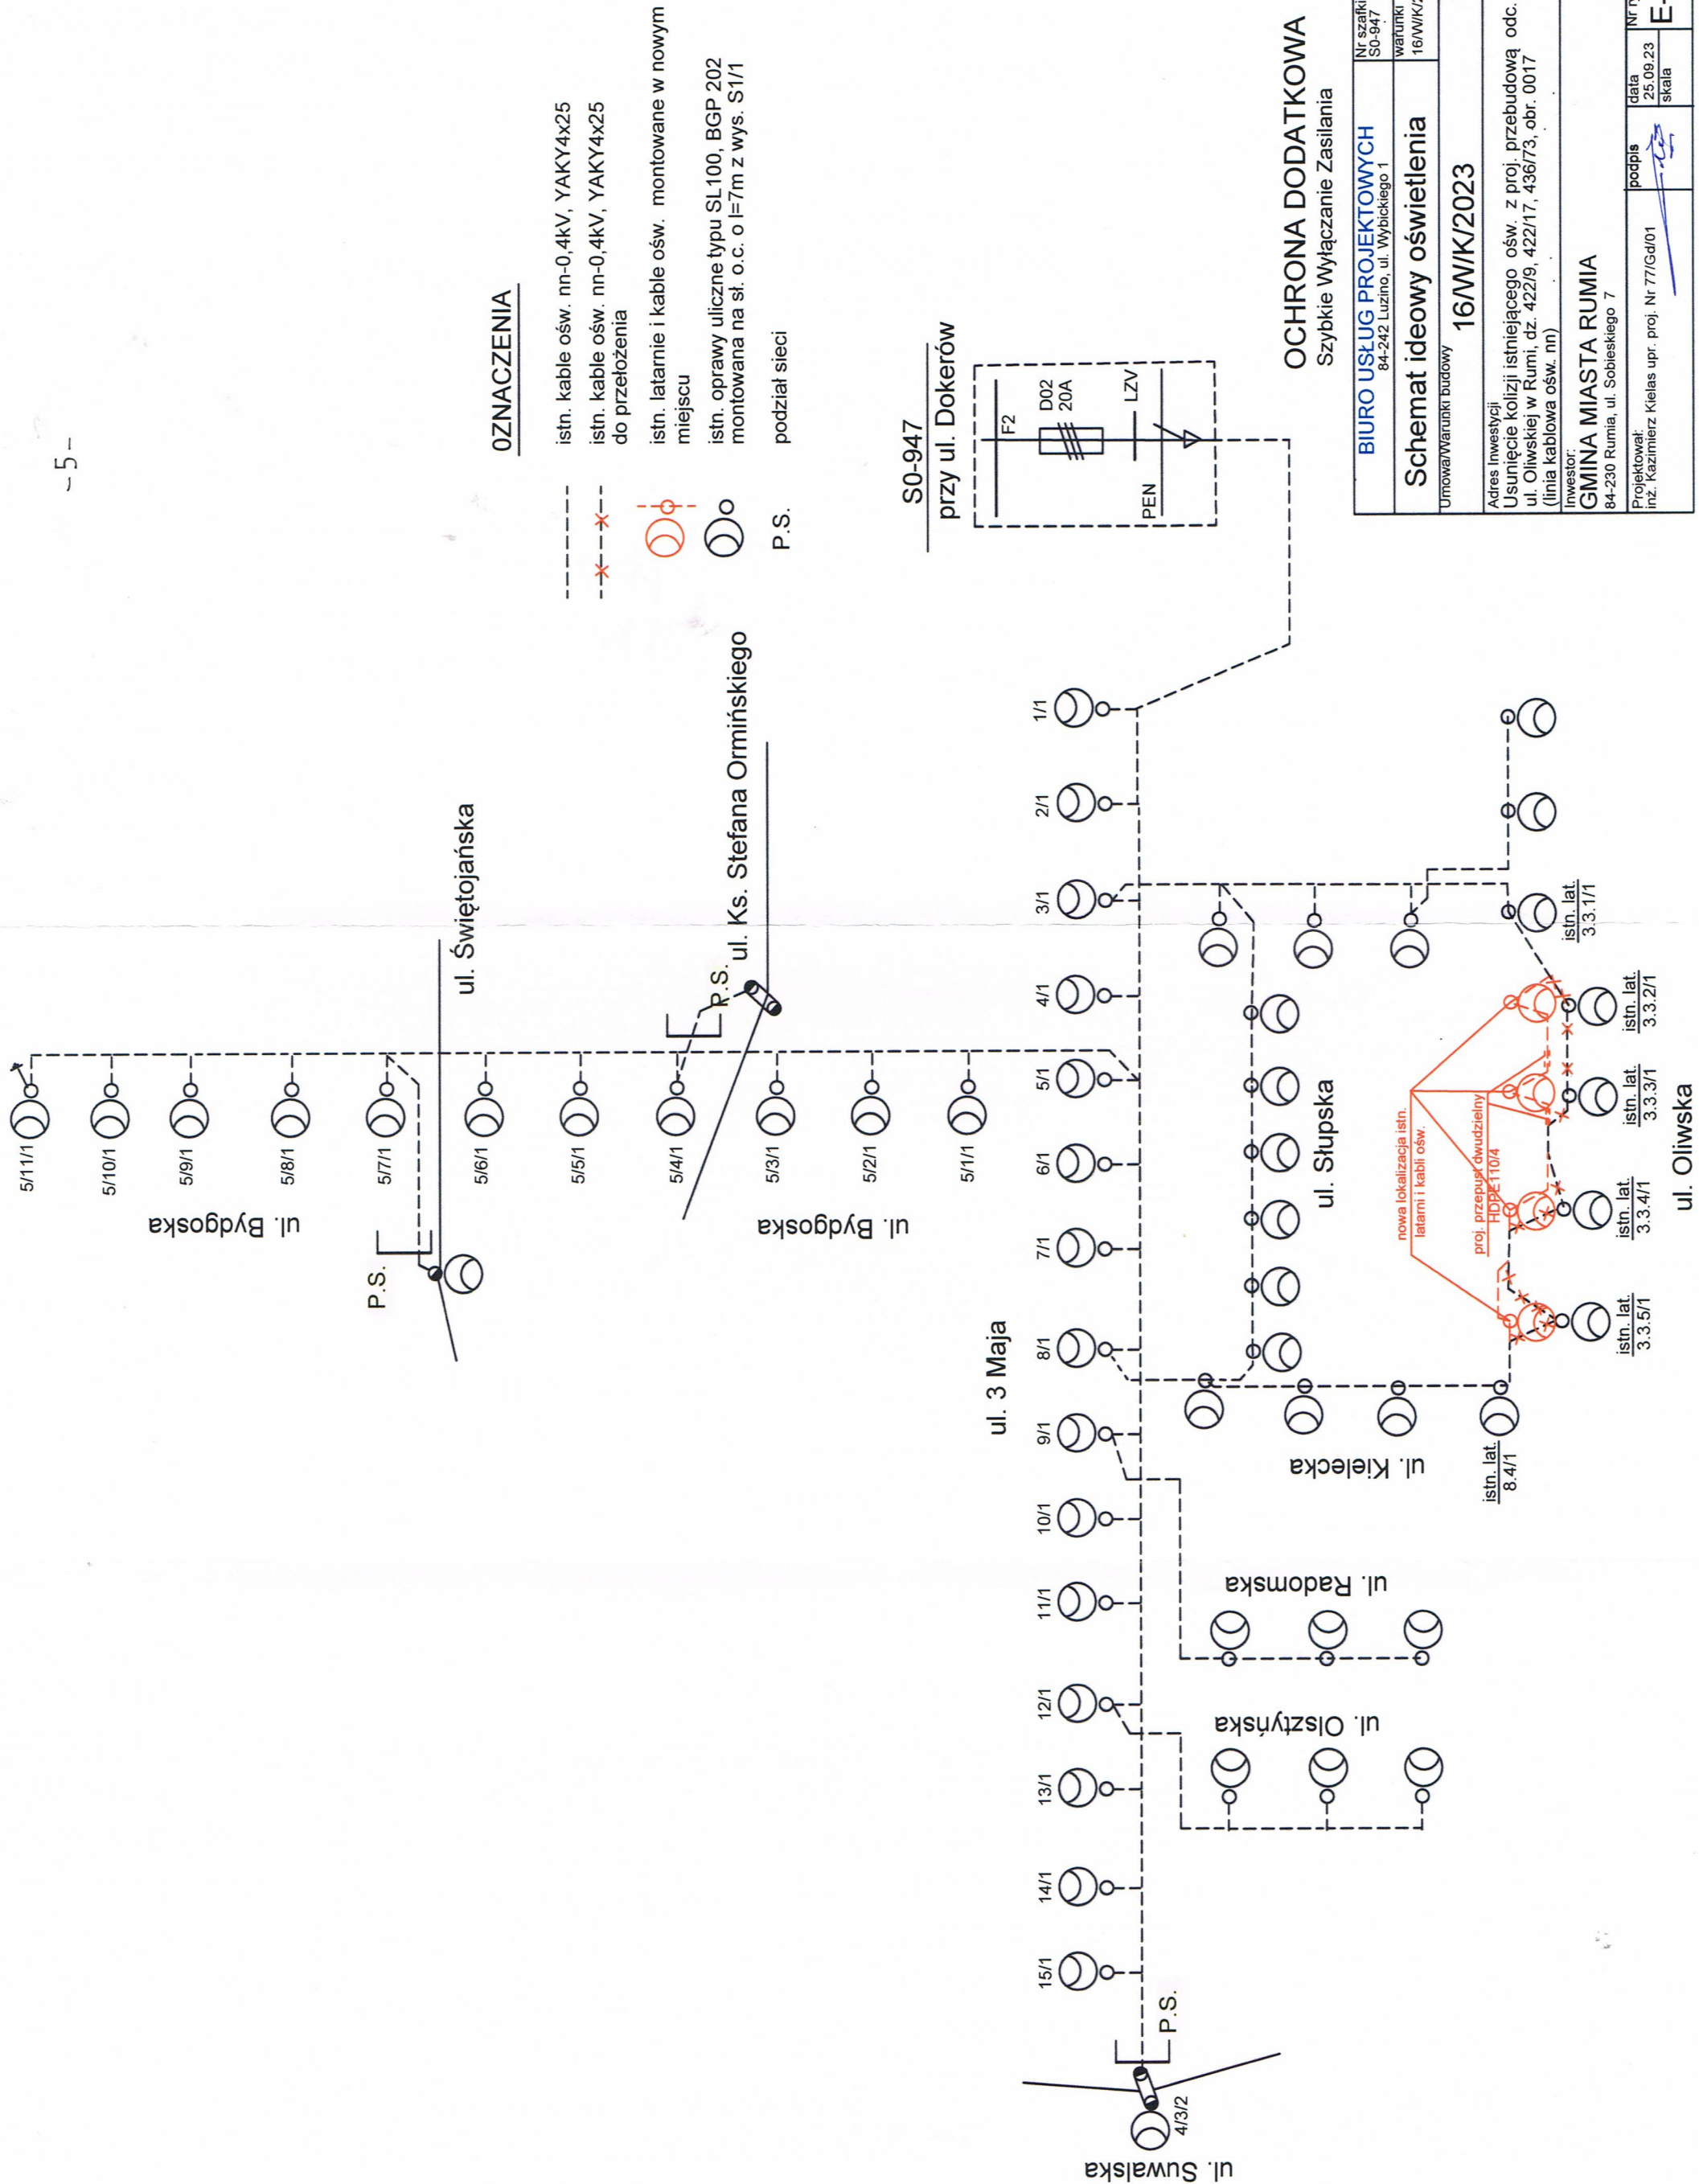 -5-
OZNACZENIA
istn. kable ośw. nn-0,4kV, YAKY4x25
istn. kable ośw. nn-0,4kV, YAKY4x25
do przełożenia
istn. latarnie i kable ośw. montowane w nowym
miejscu
istn. oprawy uliczne typu SL100, BGP 202
montowana na sł. o.c. o l=7m z wys. S1/1
P.S.
podział sieci
5/11/1
5/10/1
5/9/1
5/8/1
5/7/1
5/6/1
5/5/1
5/4/1
5/3/1
5/2/1
5/1/1
ul. Bydgoska
ul. Bydgoska
P.S.
ul. Świętojańska
P.S.
ul. Ks. Stefana Ormińskiego
S0-947
przy ul. Dokerów
F2
D02
20A
LZV
PEN
ul. 3 Maja
15/1
14/1
13/1
12/1
11/1
10/1
9/1
8/1
7/1
6/1
5/1
4/1
3/1
2/1
1/1
P.S.
4/3/2
ul. Suwalska
ul. Olsztyńska
ul. Radomska
ul. Kielecka
ul. Słupska
nowa lokalizacja istn.
latarni i kabli ośw.
proj. przepust dwudzielny
HDPE110/4
istn. lat.
8.4/1
istn. lat.
3.3.5/1
istn. lat.
3.3.4/1
istn. lat.
3.3.3/1
istn. lat.
3.3.2/1
istn. lat.
3.3.1/1
ul. Oliwska
OCHRONA DODATKOWA
Szybkie Wyłączanie Zasilania
BIURO USŁUG PROJEKTOWYCH
84-242 Luzino, ul. Wybickiego 1
Nr szafki
S0-947
Schemat ideowy oświetlenia
warunki
16/W/K/2
Umowa/Warunki budowy
16/W/K/2023
Adres Inwestycji
Usunięcie kolizji istniejącego ośw. z proj. przebudową odc.
ul. Oliwskiej w Rumi, dz. 422/9, 422/17, 436/73, obr. 0017
(linia kablowa ośw. nn)
Inwestor:
GMINA MIASTA RUMIA
84-230 Rumia, ul. Sobieskiego 7
Projektował:
inż. Kazimierz Kielas upr. proj. Nr 77/Gd/01
podpis
data
25.09.23
skala
Nr r
E-